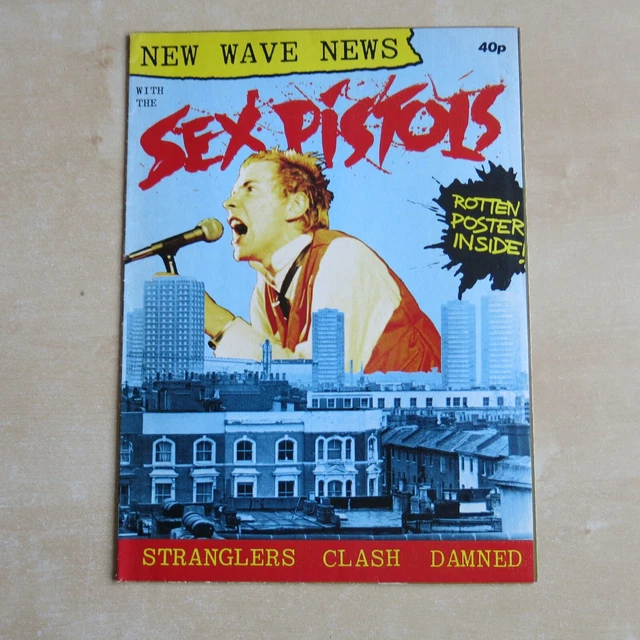 NEW WAVE NEWS
40p
WITH
THE
SEX PISTOLS
ROTTEN
POSTER
INSIDE!
STRANGLERS CLASH DAMNED